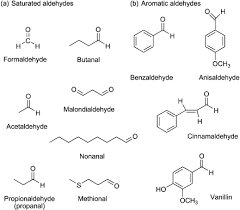 (a) Saturated aldehydes
(b) Aromatic aldehydes
O
C
H
H
Formaldehyde
O
Butanal
O
H
Benzaldehyde
O
H
OCH₃
Anisaldehyde
O
O
Malondialdehyde
O
Acetaldehyde
O
H
C
C
H
H
Cinnamaldehyde
O
Nonanal
O
Propionaldehyde
(propanal)
S
O
Methional
O
H
HO
OCH₃
Vanillin